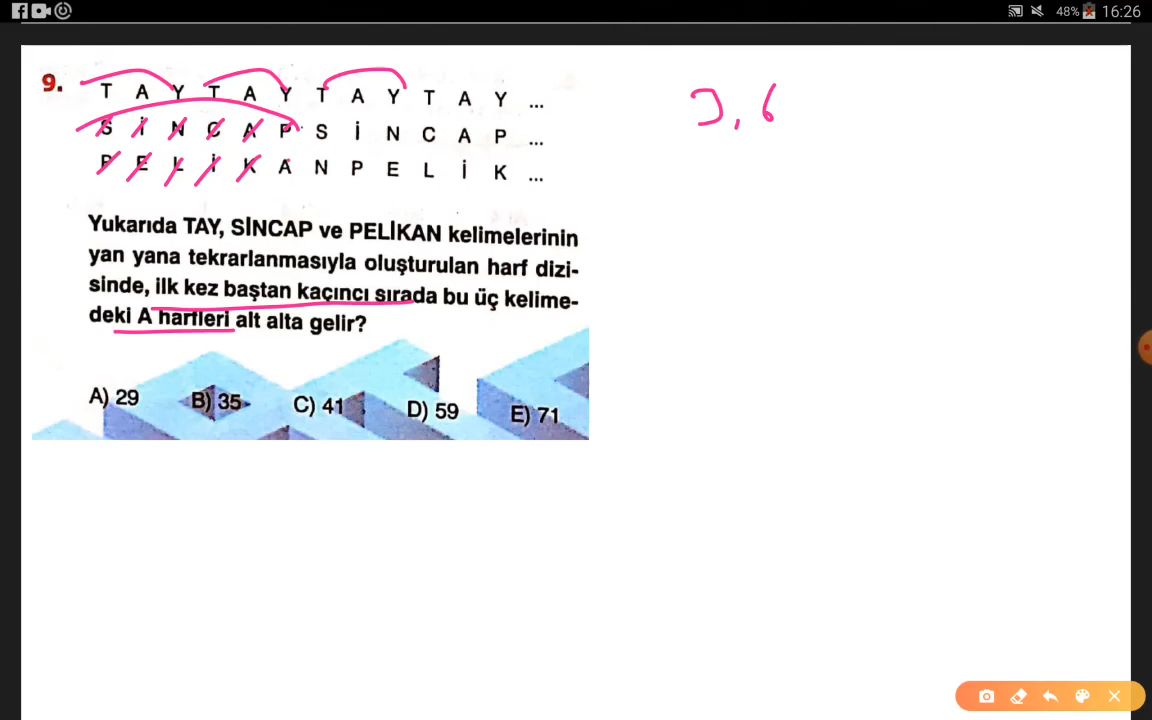 48% 16:26
9. T A Y T A Y T A Y T A Y ...
S İ N C A P S İ N C A P ...
P E L İ K A N P E L İ K ...
3, 6
Yukarıda TAY, SİNCAP ve PELİKAN kelimelerinin
yan yana tekrarlanmasıyla oluşturulan harf dizi-
sinde, ilk kez baştan kaçıncı sırada bu üç kelime-
deki A harfleri alt alta gelir?
A) 29 B) 35 C) 41 D) 59 E) 71